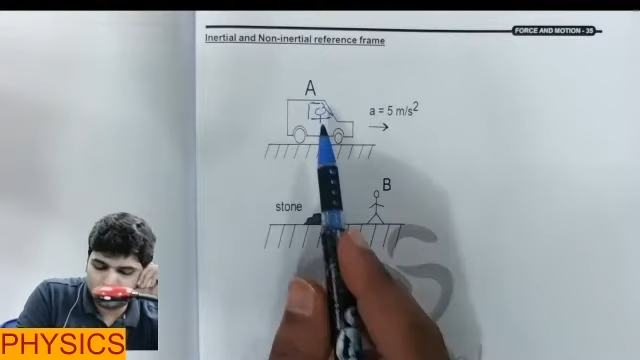 FORCE AND MOTION - 35
Inertial and Non-inertial reference frame
A
a = 5 m/s²
B
stone
PHYSICS